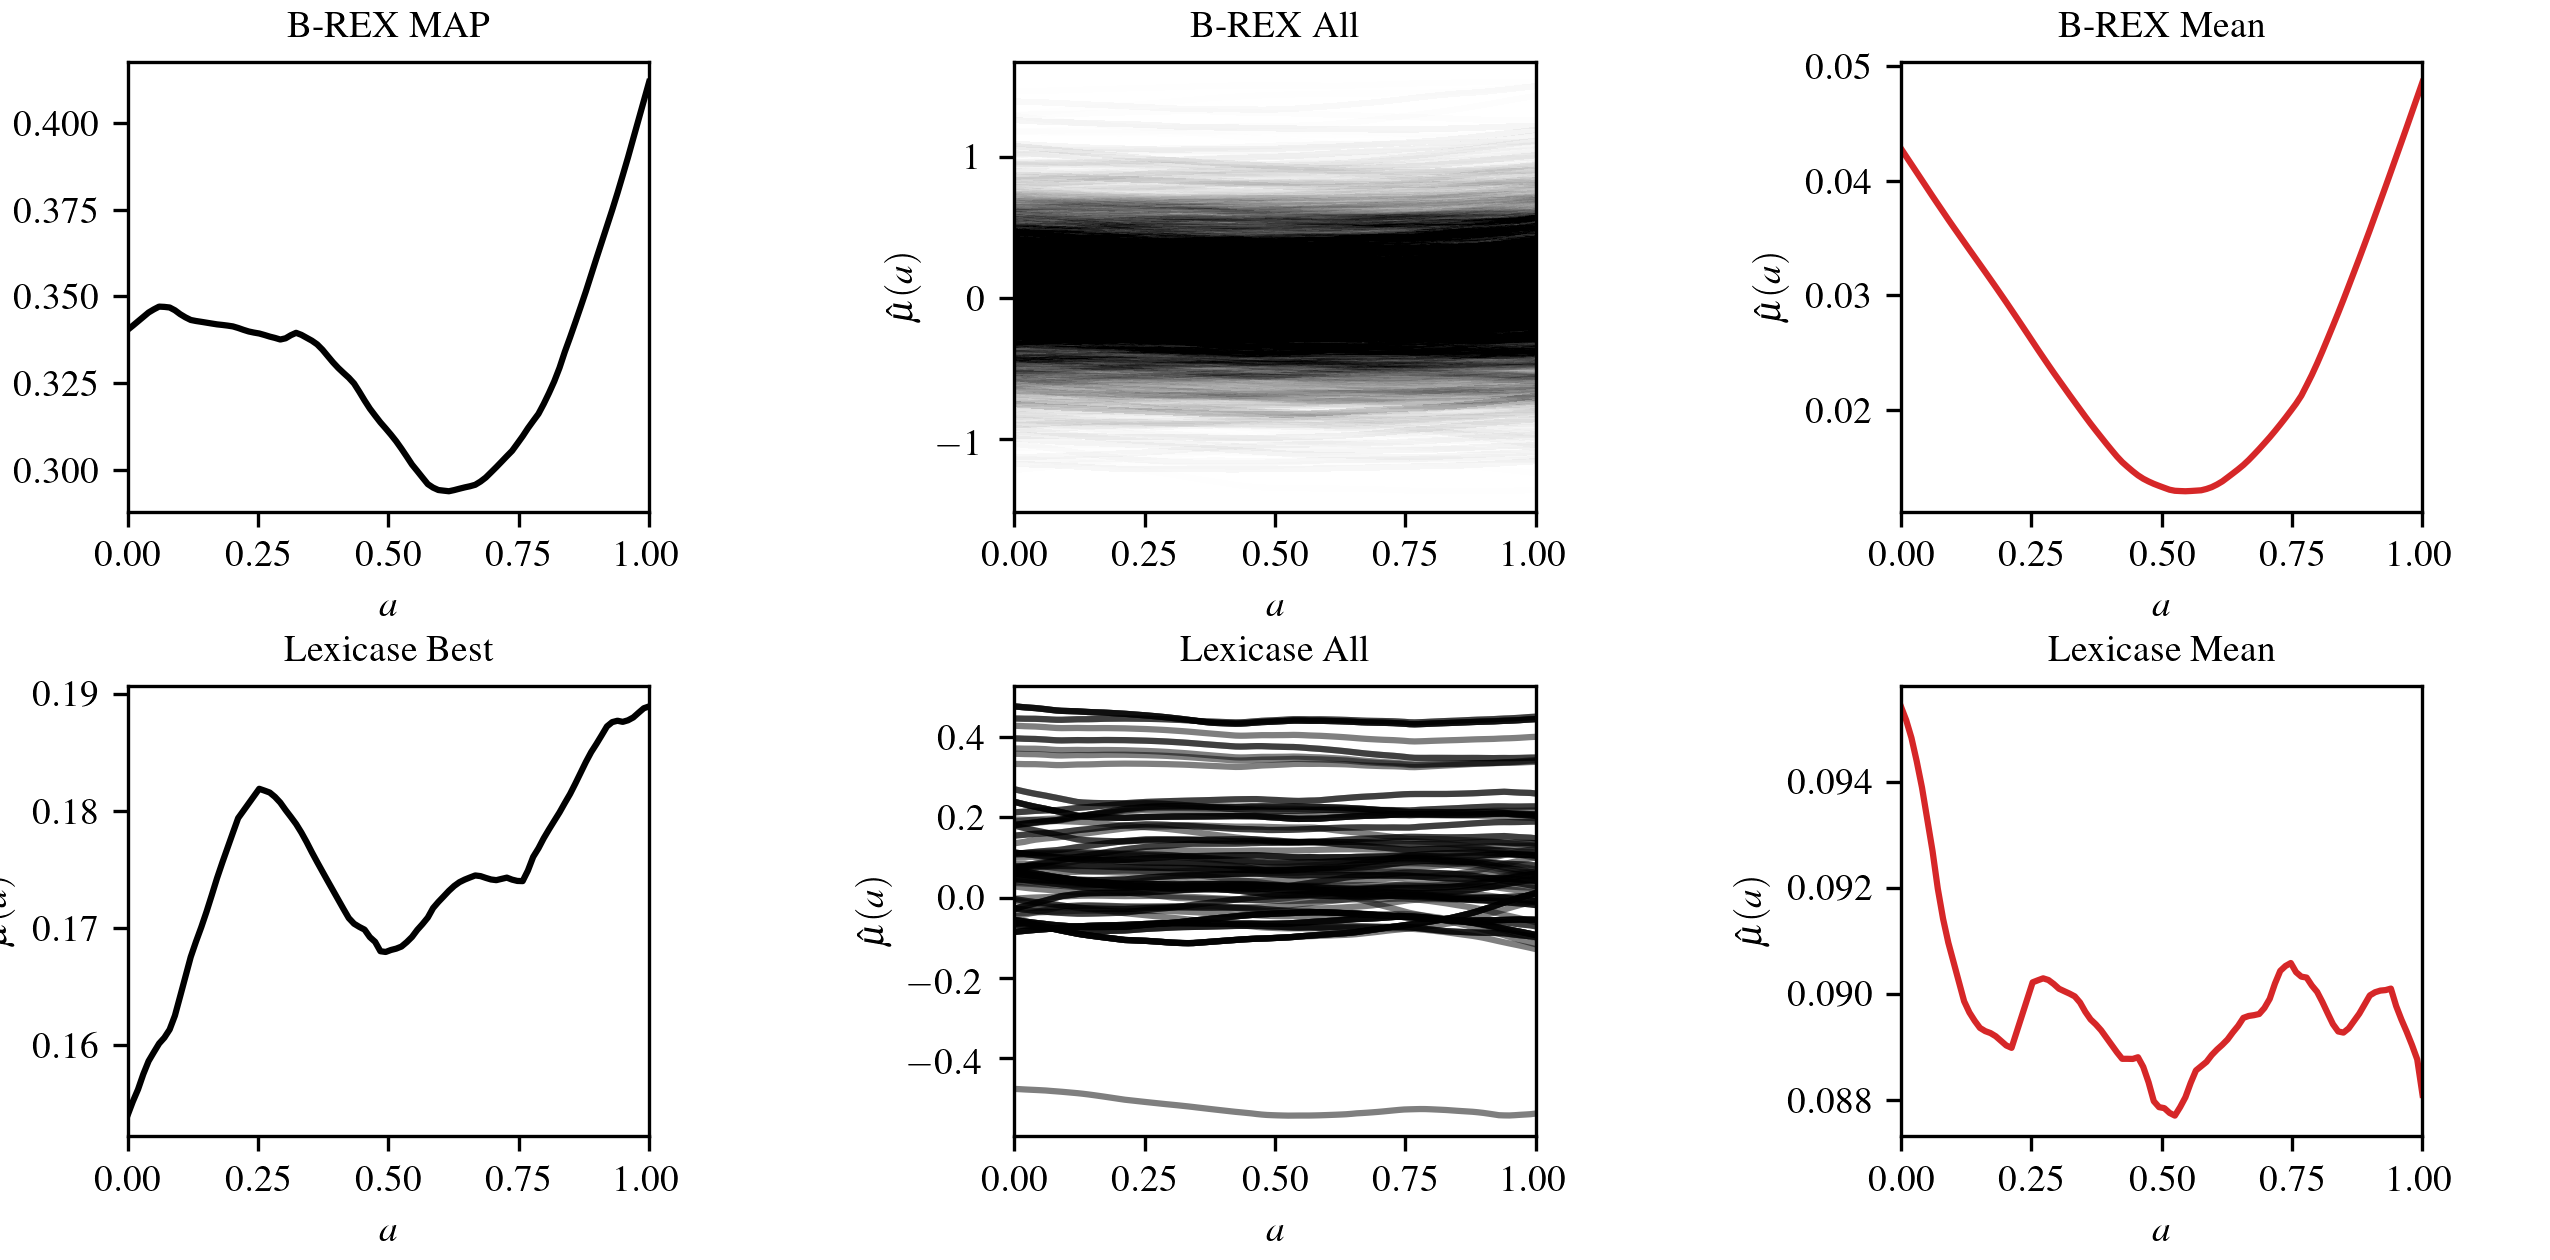 B-REX MAP
0.400
0.375
0.350
0.325
0.300
0.00 0.25 0.50 0.75 1.00
a
B-REX All
μ̂(a)
1
0
−1
0.00 0.25 0.50 0.75 1.00
a
B-REX Mean
μ̂(a)
0.05
0.04
0.03
0.02
0.00 0.25 0.50 0.75 1.00
a
Lexicase Best
0.19
0.18
0.17
0.16
0.00 0.25 0.50 0.75 1.00
a
Lexicase All
μ̂(a)
0.4
0.2
0.0
−0.2
−0.4
0.00 0.25 0.50 0.75 1.00
a
Lexicase Mean
μ̂(a)
0.094
0.092
0.090
0.088
0.00 0.25 0.50 0.75 1.00
a